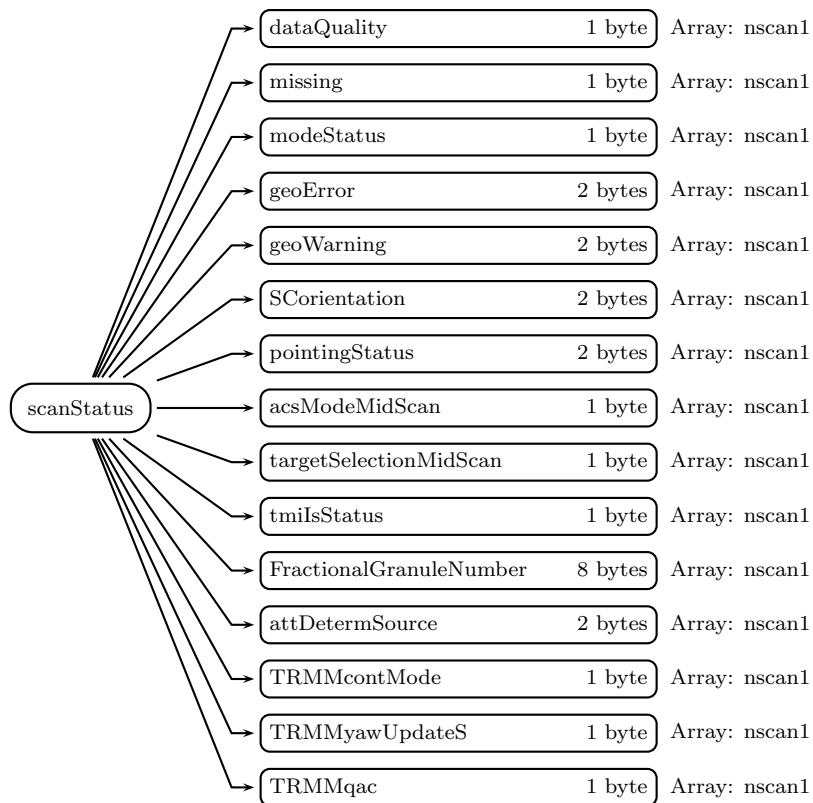 dataQuality 1 byte Array: nscan1
missing 1 byte Array: nscan1
modeStatus 1 byte Array: nscan1
geoError 2 bytes Array: nscan1
geoWarning 2 bytes Array: nscan1
SCorientation 2 bytes Array: nscan1
pointingStatus 2 bytes Array: nscan1
scanStatus acsModeMidScan 1 byte Array: nscan1
targetSelectionMidScan 1 byte Array: nscan1
tmiIsStatus 1 byte Array: nscan1
FractionalGranuleNumber 8 bytes Array: nscan1
attDetermSource 2 bytes Array: nscan1
TRMMcontMode 1 byte Array: nscan1
TRMMyawUpdateS 1 byte Array: nscan1
TRMMqac 1 byte Array: nscan1